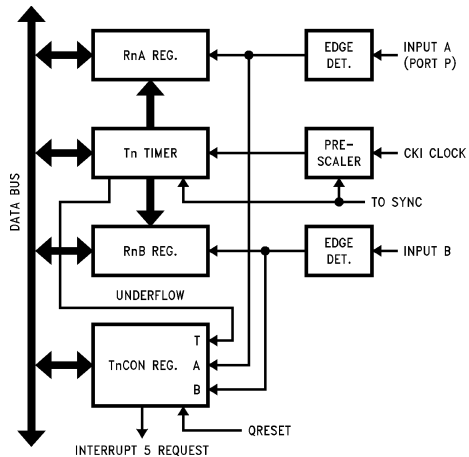 RnA REG.
EDGE
DET.
INPUT A
(PORT P)
Tn TIMER
PRE-
SCALER
CKI CLOCK
TO SYNC
DATA BUS
RnB REG.
EDGE
DET.
INPUT B
UNDERFLOW
T
TnCON REG.
A
B
QRESET
INTERRUPT 5 REQUEST